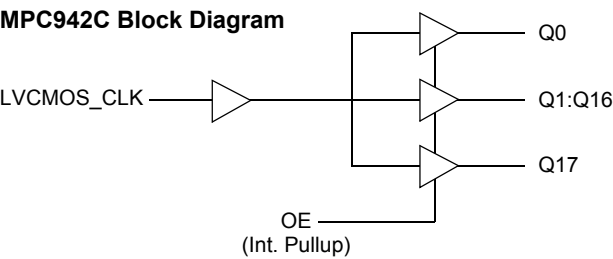 MPC942C Block Diagram
Q0
LVCMOS_CLK
Q1:Q16
Q17
OE
(Int. Pullup)